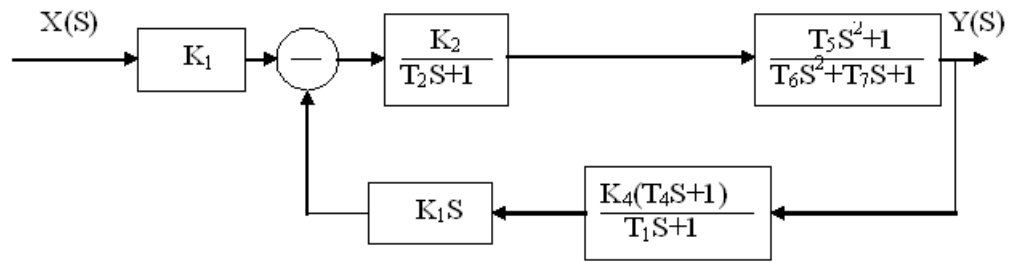 X(S)
Y(S)
K₁
—
K₂
T₂S+1
T₅S²+1
T₆S²+T₇S+1
K₁S
K₄(T₄S+1)
T₁S+1